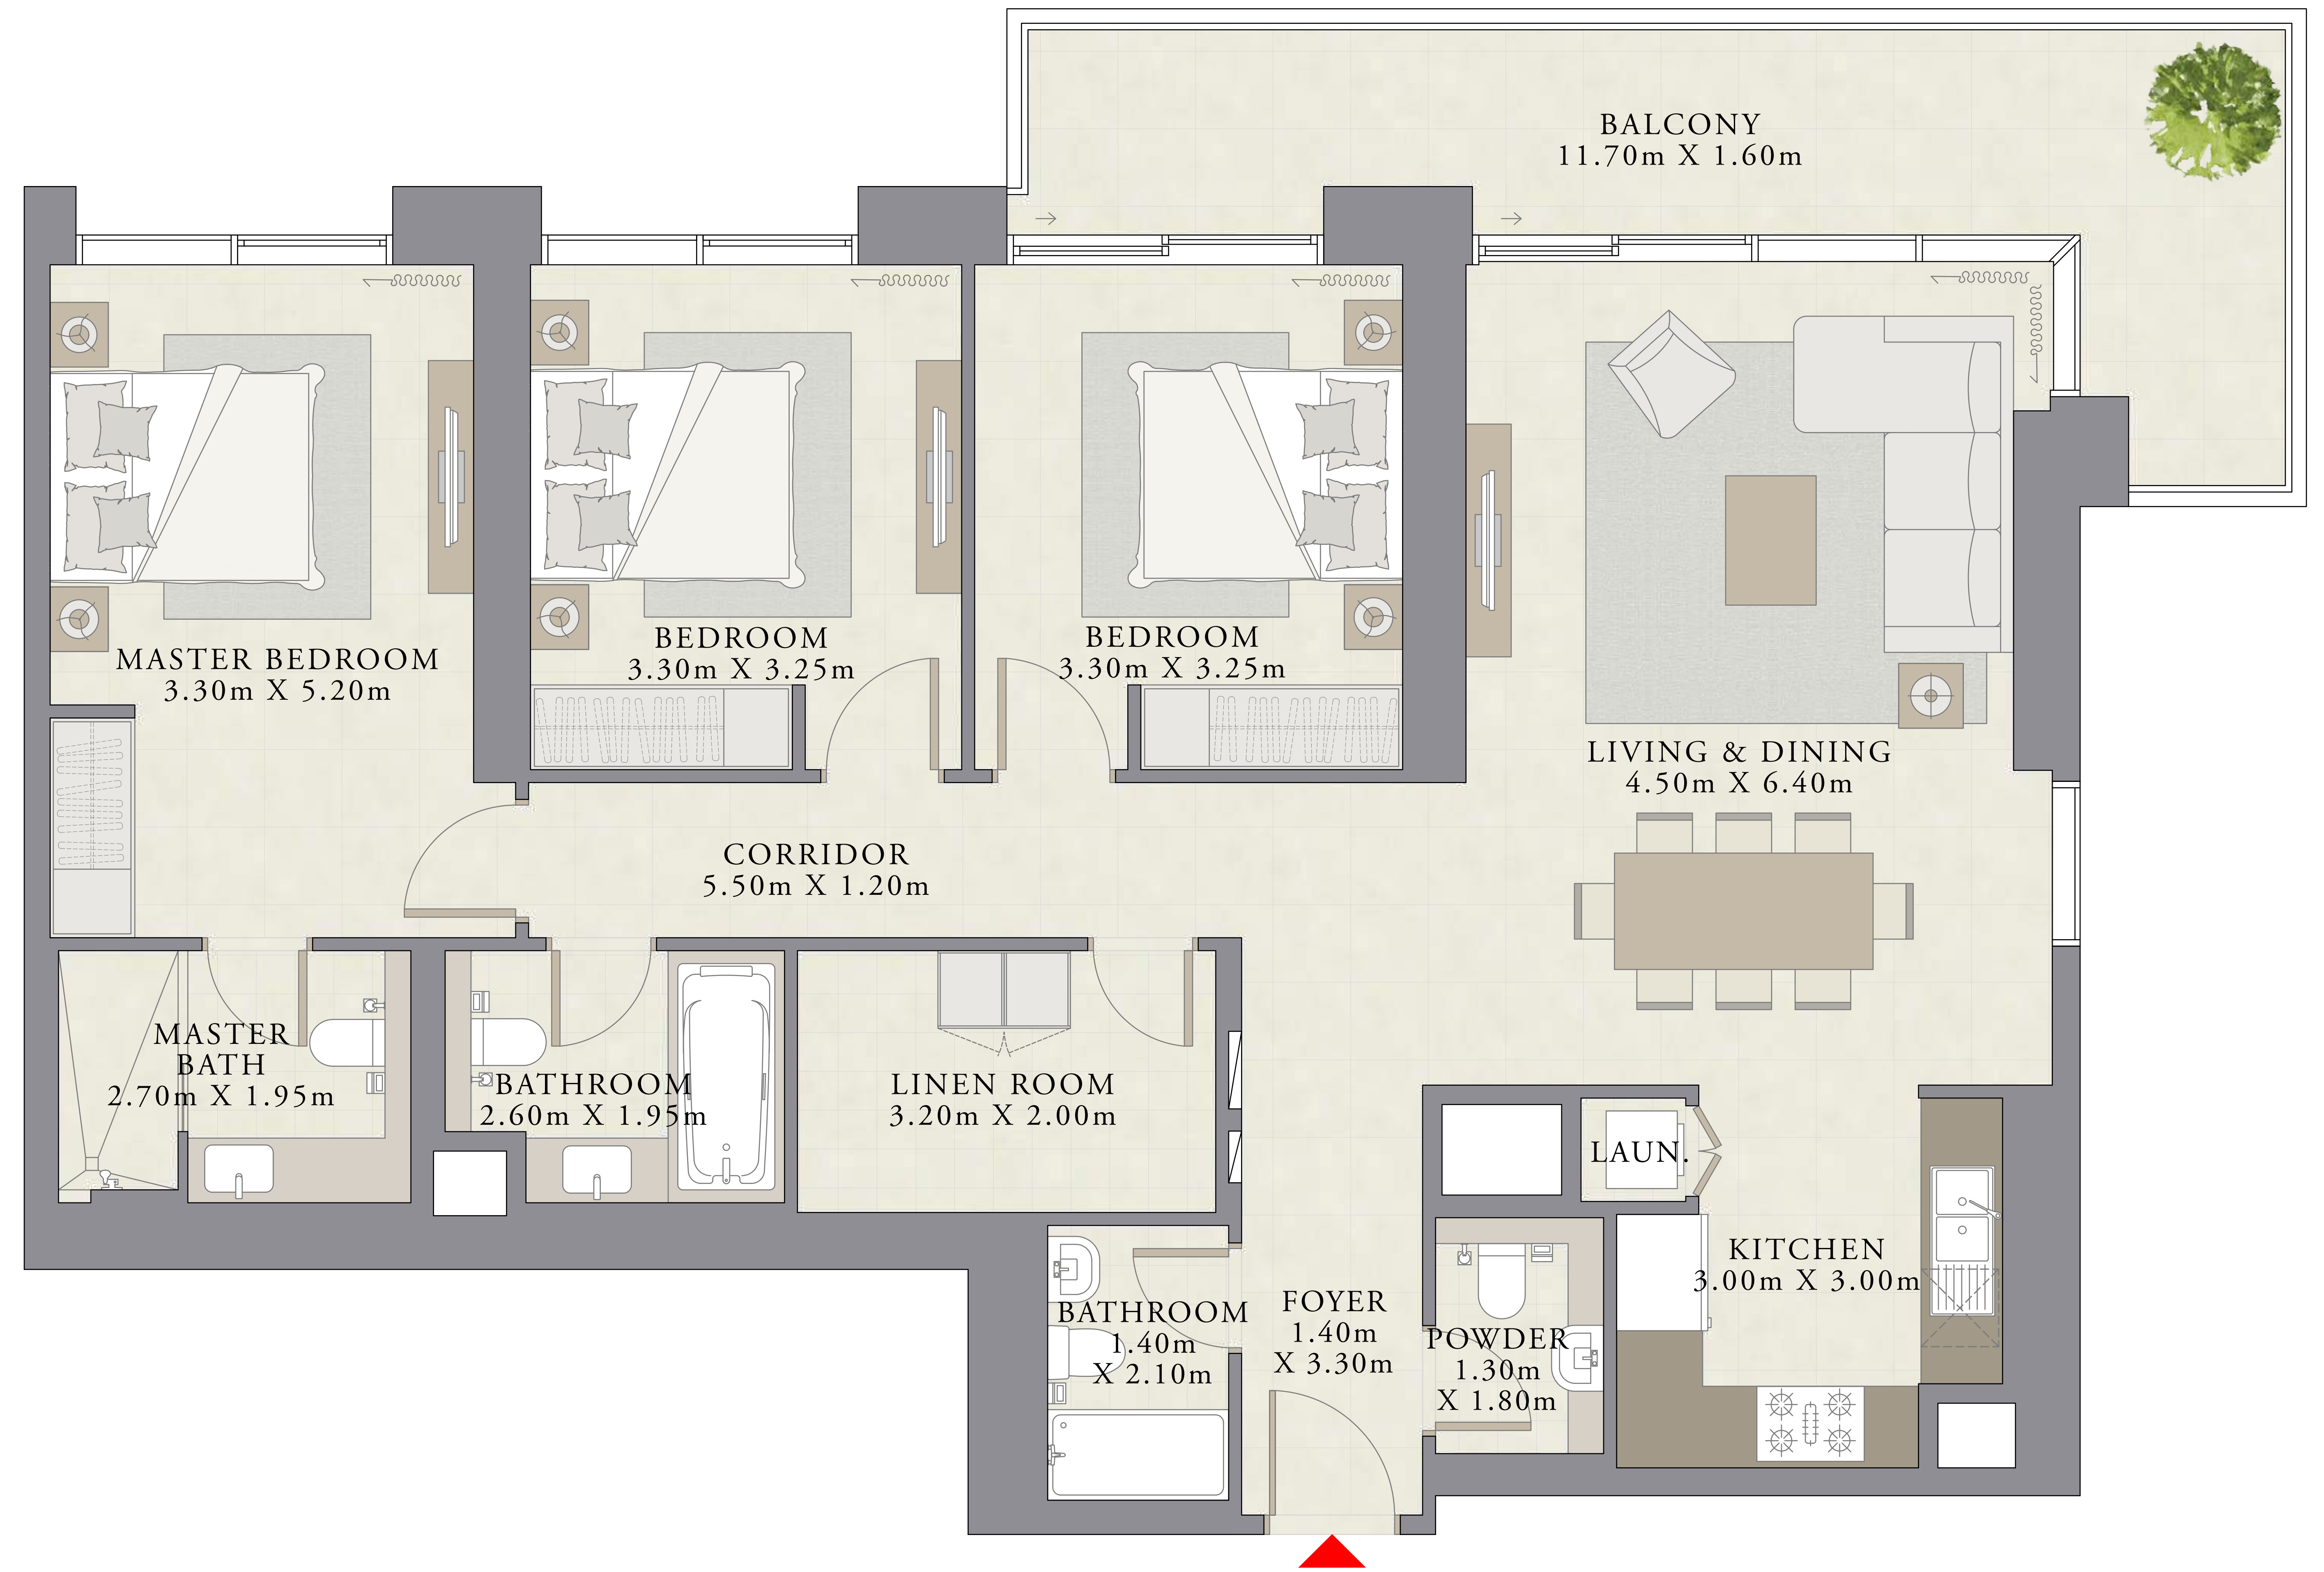 BALCONY
11.70m X 1.60m
MASTER BEDROOM
3.30m X 5.20m
BEDROOM
3.30m X 3.25m
BEDROOM
3.30m X 3.25m
LIVING & DINING
4.50m X 6.40m
CORRIDOR
5.50m X 1.20m
MASTER
BATH
2.70m X 1.95m
BATHROOM
2.60m X 1.95m
LINEN ROOM
3.20m X 2.00m
LAUN.
KITCHEN
3.00m X 3.00m
BATHROOM
1.40m
X 2.10m
FOYER
1.40m
X 3.30m
POWDER
1.30m
X 1.80m